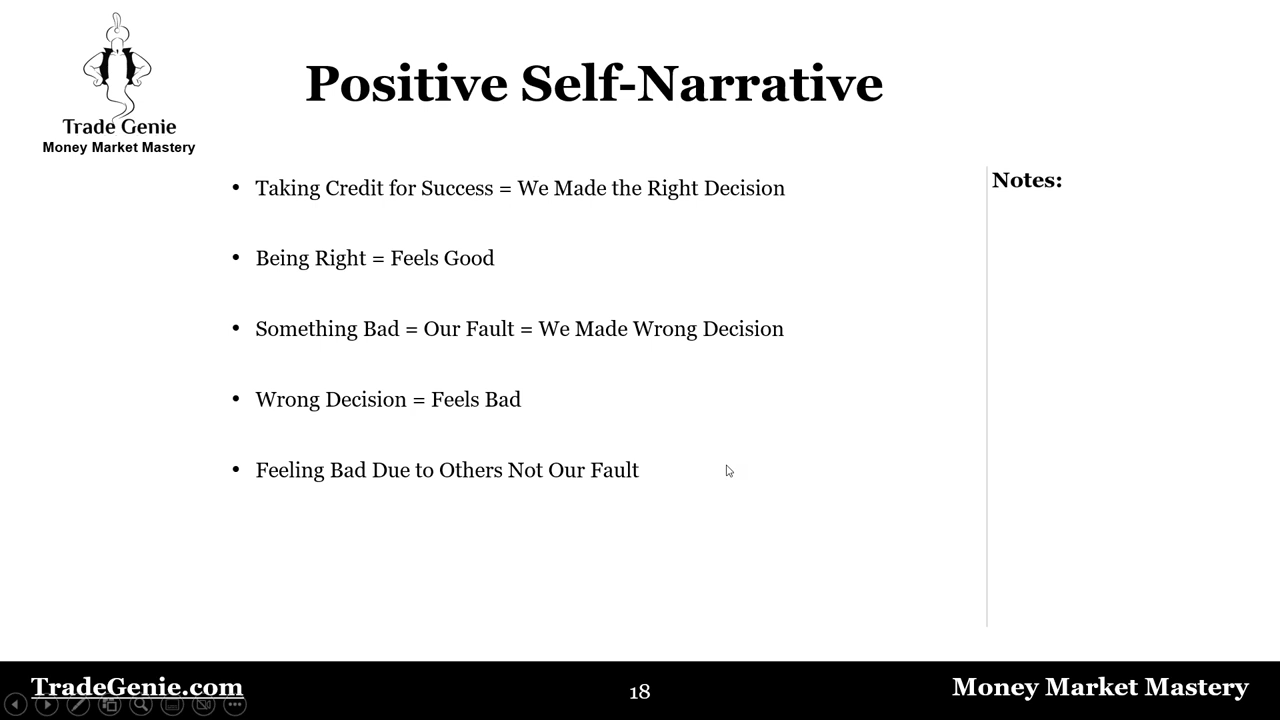 Trade Genie
Money Market Mastery
Positive Self-Narrative
• Taking Credit for Success = We Made the Right Decision
• Being Right = Feels Good
• Something Bad = Our Fault = We Made Wrong Decision
• Wrong Decision = Feels Bad
• Feeling Bad Due to Others Not Our Fault
Notes:
TradeGenie.com
18
Money Market Mastery